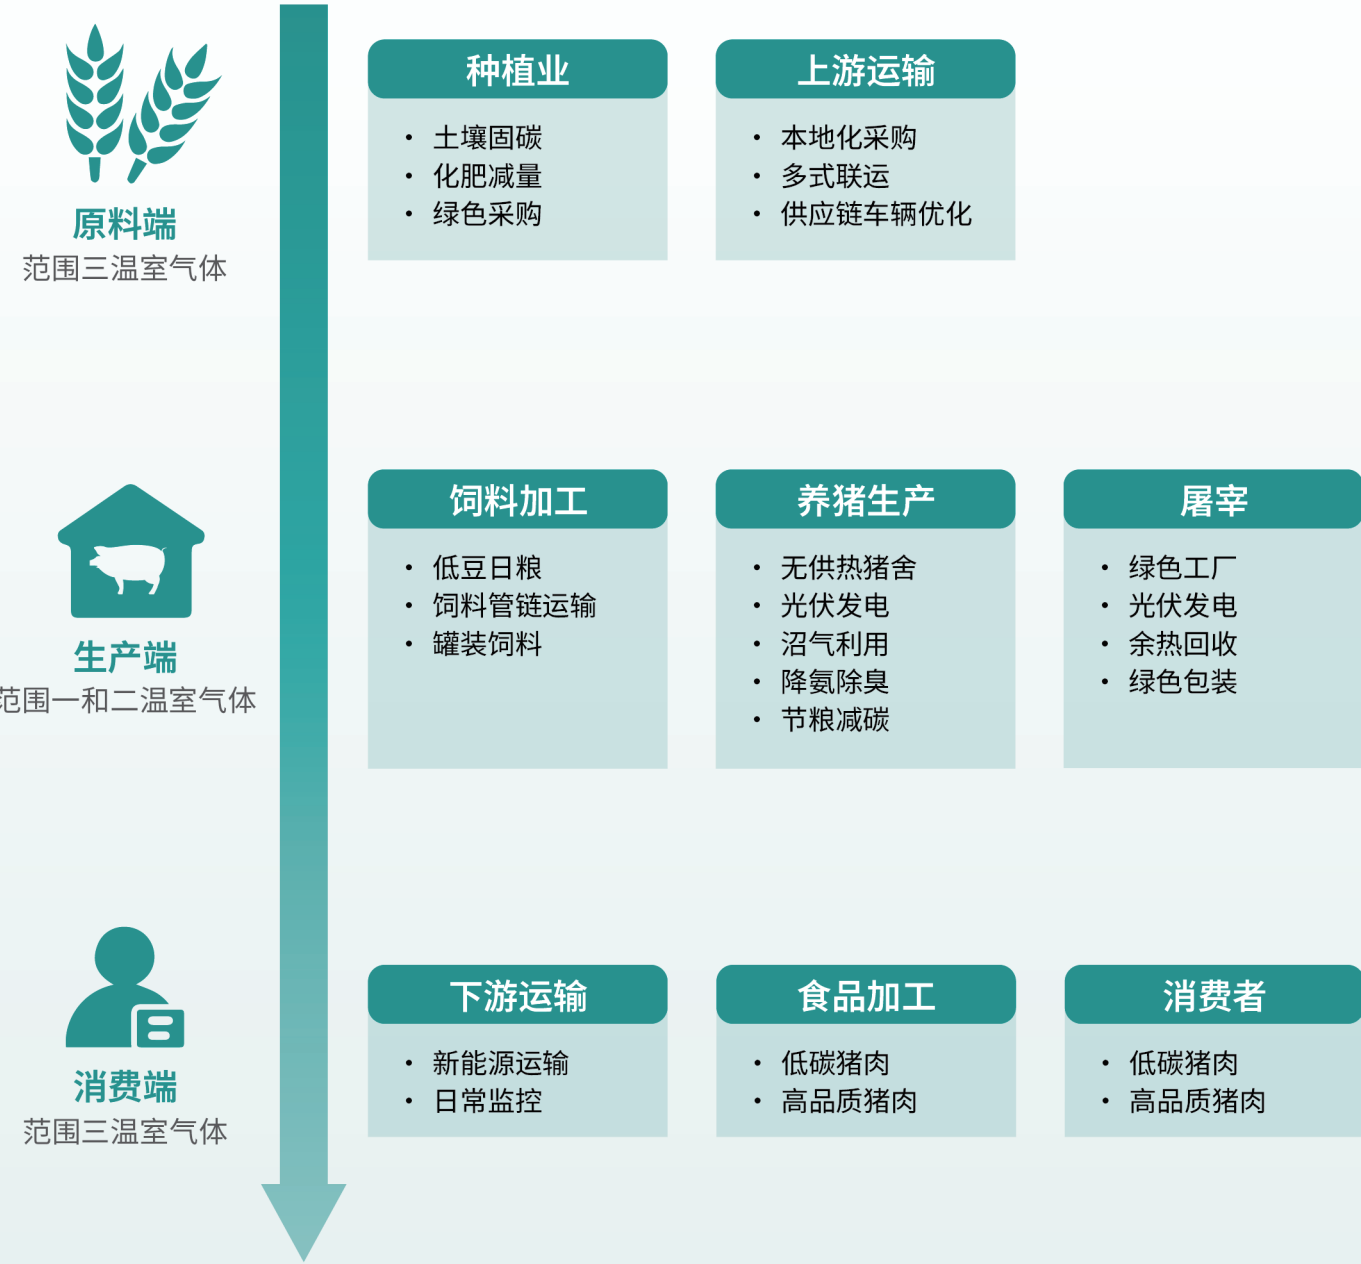 原料端
范围三温室气体
种植业
• 土壤固碳
• 化肥减量
• 绿色采购
上游运输
• 本地化采购
• 多式联运
• 供应链车辆优化
生产端
范围一和二温室气体
饲料加工
• 低豆日粮
• 饲料管链运输
• 罐装饲料
养猪生产
• 无供热猪舍
• 光伏发电
• 沼气利用
• 降氨除臭
• 节粮减碳
屠宰
• 绿色工厂
• 光伏发电
• 余热回收
• 绿色包装
消费端
范围三温室气体
下游运输
• 新能源运输
• 日常监控
食品加工
• 低碳猪肉
• 高品质猪肉
消费者
• 低碳猪肉
• 高品质猪肉